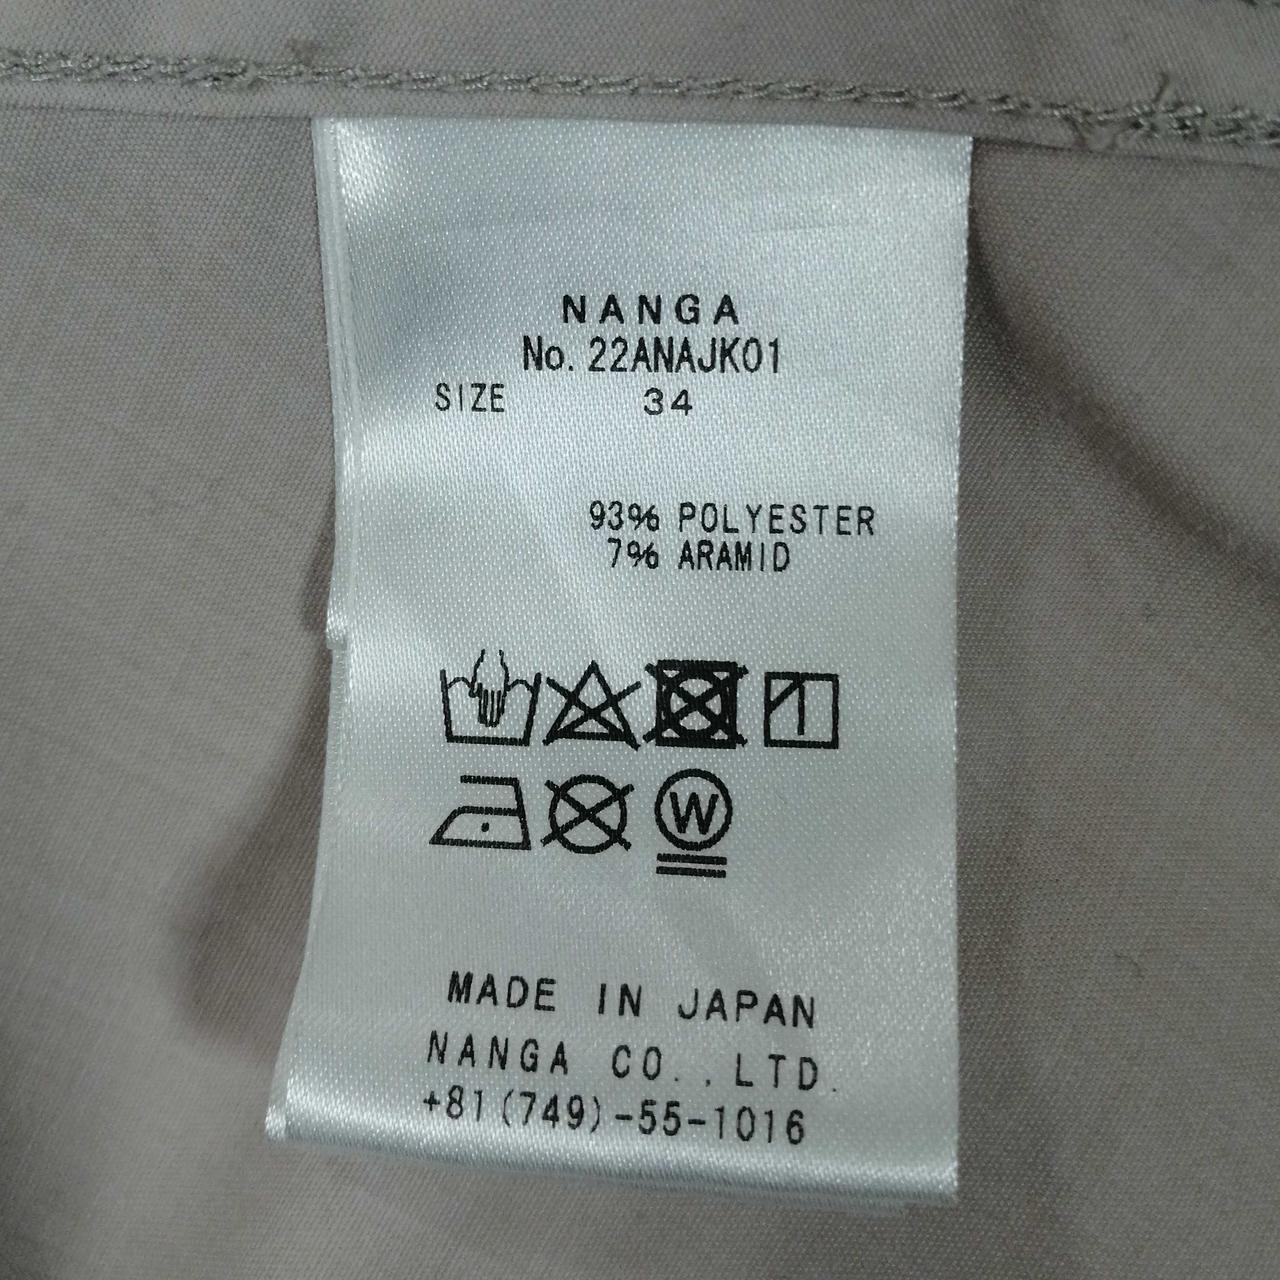 NANGA
No. 22ANAJK01
SIZE 34
93% POLYESTER
7% ARAMID
W
MADE IN JAPAN
NANGA CO., LTD.
+81(749)-55-1016